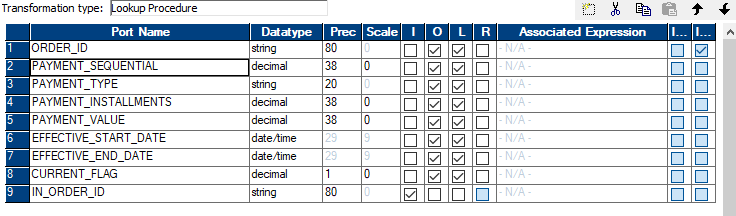 Transformation type: Lookup Procedure
Port Name Datatype Prec Scale I O L R Associated Expression I... I...
1 ORDER_ID string 80 0 - N/A -
2 PAYMENT_SEQUENTIAL decimal 38 0 - N/A -
3 PAYMENT_TYPE string 20 0 - N/A -
4 PAYMENT_INSTALLMENTS decimal 38 0 - N/A -
5 PAYMENT_VALUE decimal 38 0 - N/A -
6 EFFECTIVE_START_DATE date/time 29 9 - N/A -
7 EFFECTIVE_END_DATE date/time 29 9 - N/A -
8 CURRENT_FLAG decimal 1 0 - N/A -
9 IN_ORDER_ID string 80 0 - N/A -